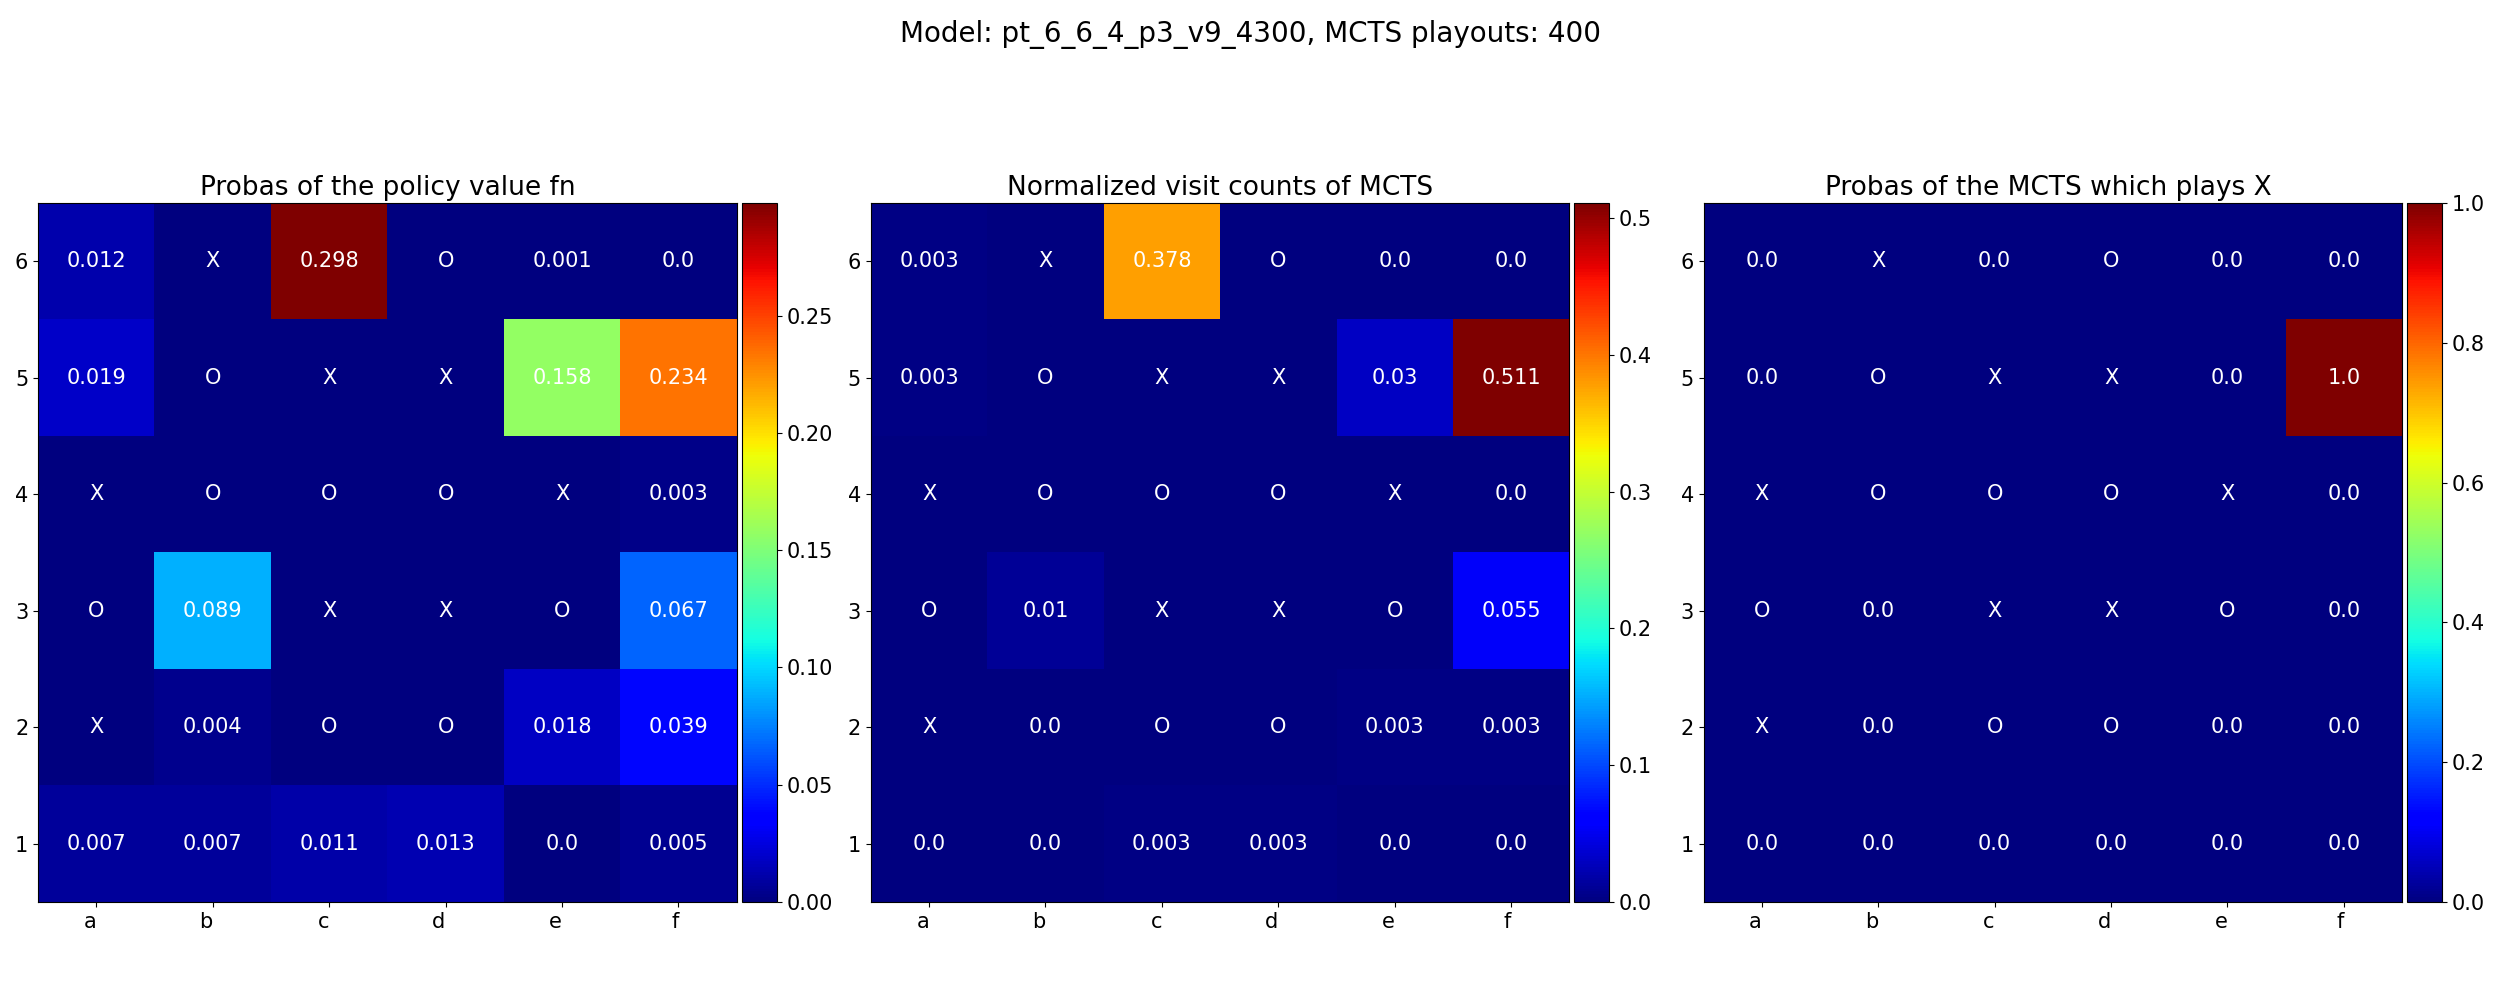 Model: pt_6_6_4_p3_v9_4300, MCTS playouts: 400
Probas of the policy value fn
6 0.012 X 0.298 O 0.001 0.0
5 0.019 O X X 0.158 0.234
4 X O O O X 0.003
3 O 0.089 X X O 0.067
2 X 0.004 O O 0.018 0.039
1 0.007 0.007 0.011 0.013 0.0 0.005
a b c d e f
0.25
0.20
0.15
0.10
0.05
0.00
Normalized visit counts of MCTS
6 0.003 X 0.378 O 0.0 0.0
5 0.003 O X X 0.03 0.511
4 X O O O X 0.0
3 O 0.01 X X O 0.055
2 X 0.0 O O 0.003 0.003
1 0.0 0.0 0.003 0.003 0.0 0.0
a b c d e f
0.5
0.4
0.3
0.2
0.1
0.0
Probas of the MCTS which plays X
6 0.0 X 0.0 O 0.0 0.0
5 0.0 O X X 0.0 1.0
4 X O O O X 0.0
3 O 0.0 X X O 0.0
2 X 0.0 O O 0.0 0.0
1 0.0 0.0 0.0 0.0 0.0 0.0
a b c d e f
1.0
0.8
0.6
0.4
0.2
0.0